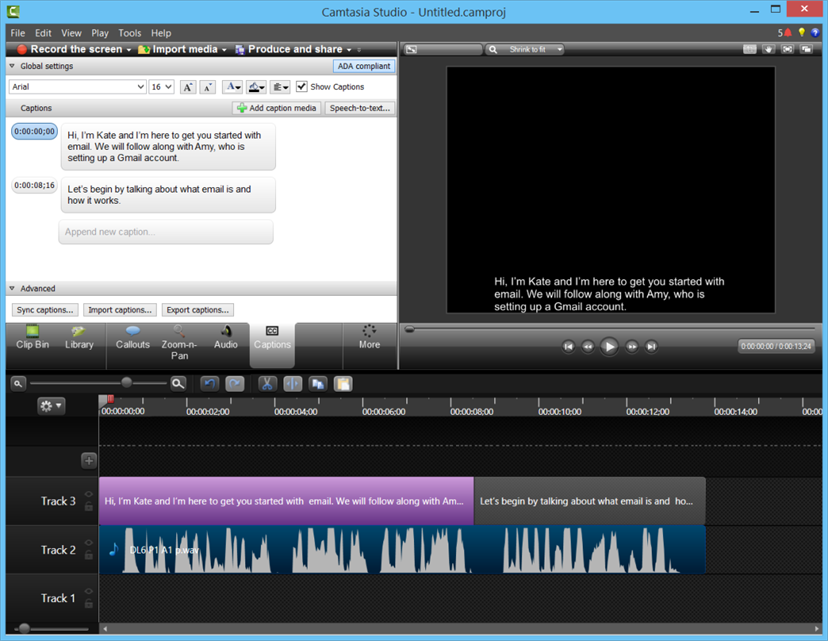 Camtasia Studio - Untitled.camproj
File Edit View Play Tools Help
5
Record the screen Import media Produce and share
Shrink to fit
Global settings ADA compliant
Arial 16 A A A Show Captions
Captions Add caption media Speech-to-text...
0:00:00;00
Hi, I'm Kate and I'm here to get you started with
email. We will follow along with Amy, who is
setting up a Gmail account.
0:00:08;16
Let's begin by talking about what email is and
how it works.
Append new caption...
Hi, I'm Kate and I'm here to get you started with
email. We will follow along with Amy, who is
setting up a Gmail account.
Advanced
Sync captions... Import captions... Export captions...
Clip Bin Library Callouts Zoom-n-
Pan Audio Captions More
0:00:00;00 / 0:00:13;24
00:00:00;00 00:00:02;00 00:00:04;00 00:00:06;00 00:00:08;00 00:00:10;00 00:00:12;00 00:00:14;00 00:00
Track 3 Hi, I'm Kate and I'm here to get you started with email. We will follow along with Am... Let's begin by talking about what email is and ho...
Track 2 DL6 P1 A1 p.wav
Track 1